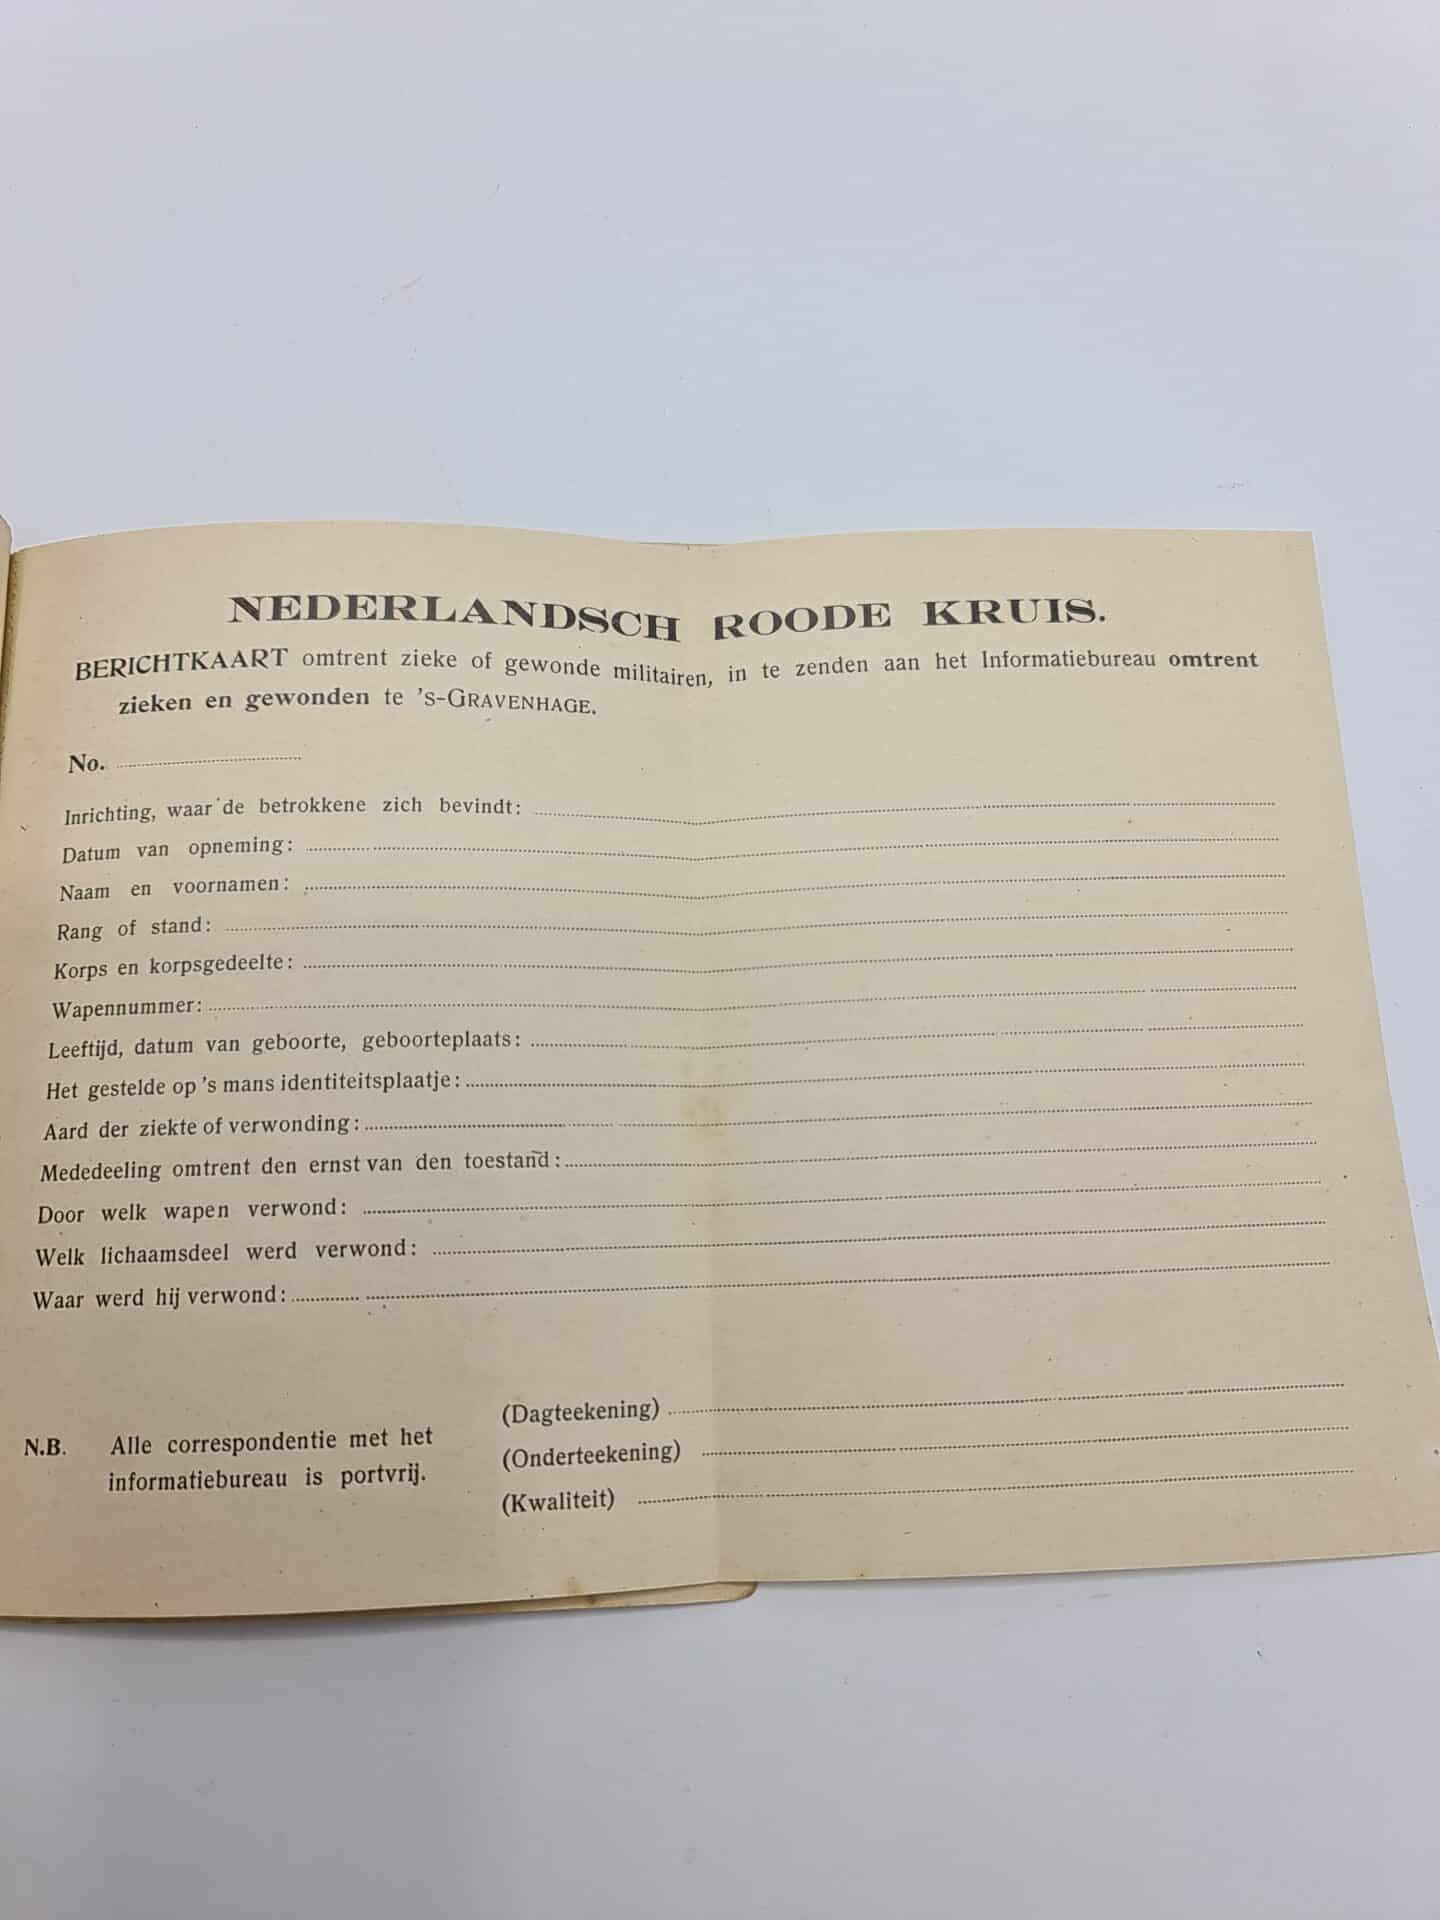 NEDERLANDSCH ROODE KRUIS.
BERICHTKAART omtrent zieke of gewonde militairen, in te zenden aan het Informatiebureau omtrent
zieken en gewonden te 's-GRAVENHAGE.
No.
Inrichting, waar de betrokkene zich bevindt:
Datum van opneming:
Naam en voornamen:
Rang of stand:
Korps en korpsgedeelte:
Wapennummer:
Leeftijd, datum van geboorte, geboorteplaats:
Het gestelde op 's mans identiteitsplaatje:
Aard der ziekte of verwonding:
Mededeeling omtrent den ernst van den toestand:
Door welk wapen verwond:
Welk lichaamsdeel werd verwond:
Waar werd hij verwond:
N.B. Alle correspondentie met het
informatiebureau is portvrij.
(Dagteekening)
(Onderteekening)
(Kwaliteit)